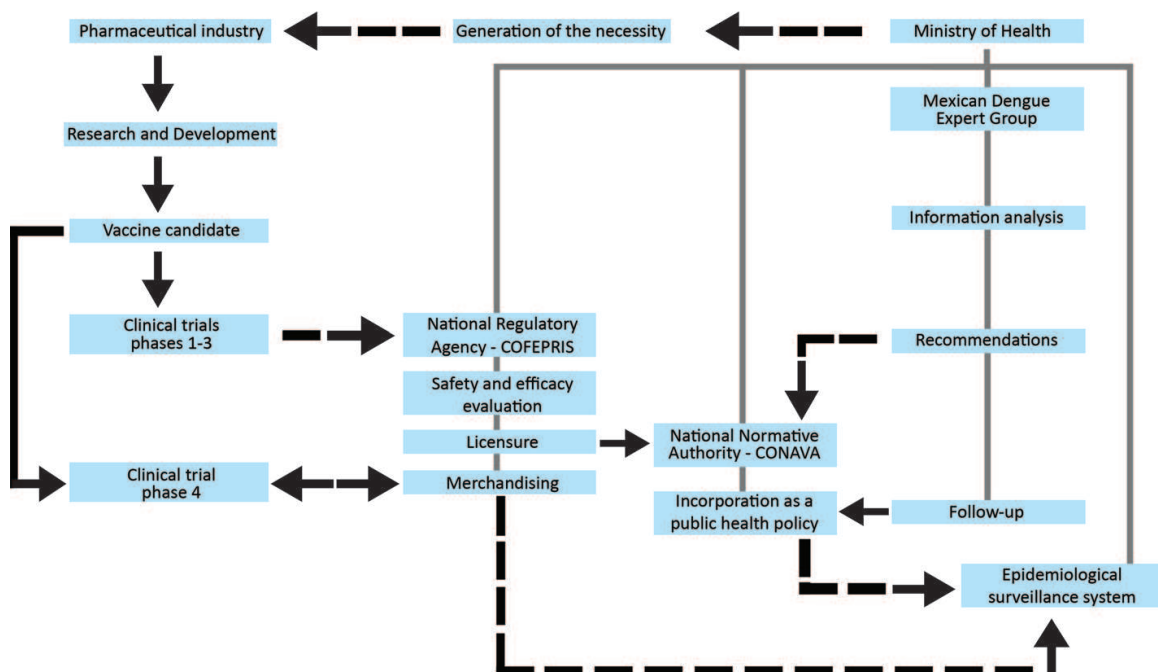 Pharmaceutical industry
Generation of the necessity
Ministry of Health
Mexican Dengue
Expert Group
Research and Development
Vaccine candidate
Information analysis
Clinical trials
phases 1-3
National Regulatory
Agency - COFEPRIS
Recommendations
Safety and efficacy
evaluation
Licensure
National Normative
Authority - CONAVA
Clinical trial
phase 4
Merchandising
Incorporation as a
public health policy
Follow-up
Epidemiological
surveillance system